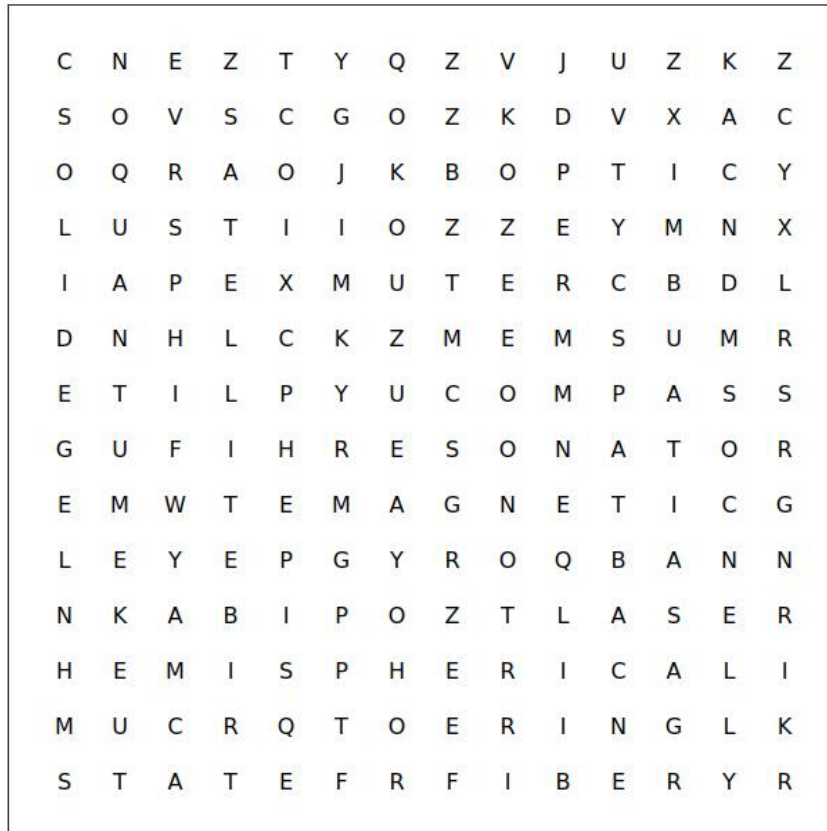 C N E Z T Y Q Z V J U Z K Z
S O V S C G O Z K D V X A C
O Q R A O J K B O P T I C Y
L U S T I I O Z Z E Y M N X
I A P E X M U T E R C B D L
D N H L C K Z M E M S U M R
E T I L P Y U C O M P A S S
G U F I H R E S O N A T O R
E M W T E M A G N E T I C G
L E Y E P G Y R O Q B A N N
N K A B I P O Z T L A S E R
H E M I S P H E R I C A L I
M U C R Q T O E R I N G L K
S T A T E F R F I B E R Y R